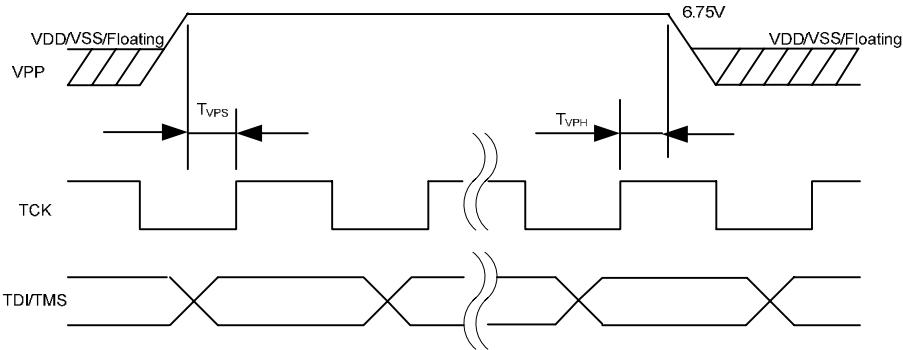 6.75V
VDD/VSS/Floating
VDD/VSS/Floating
VPP
TVPS
TVPH
TCK
TDI/TMS